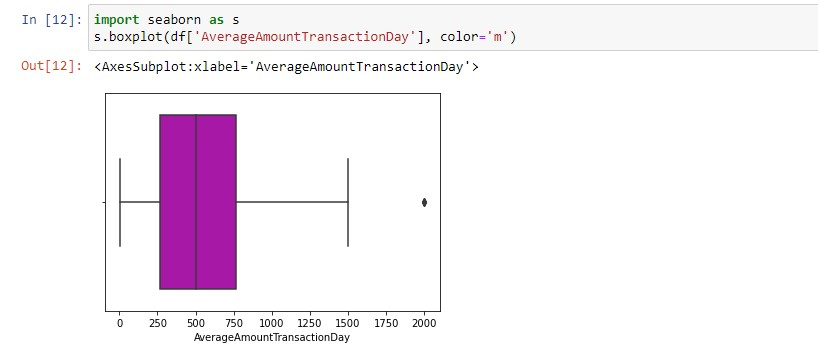 In [12]: import seaborn as s
s.boxplot(df['AverageAmountTransactionDay'], color='m')
Out[12]: <AxesSubplot:xlabel='AverageAmountTransactionDay'>
0 250 500 750 1000 1250 1500 1750 2000
AverageAmountTransactionDay